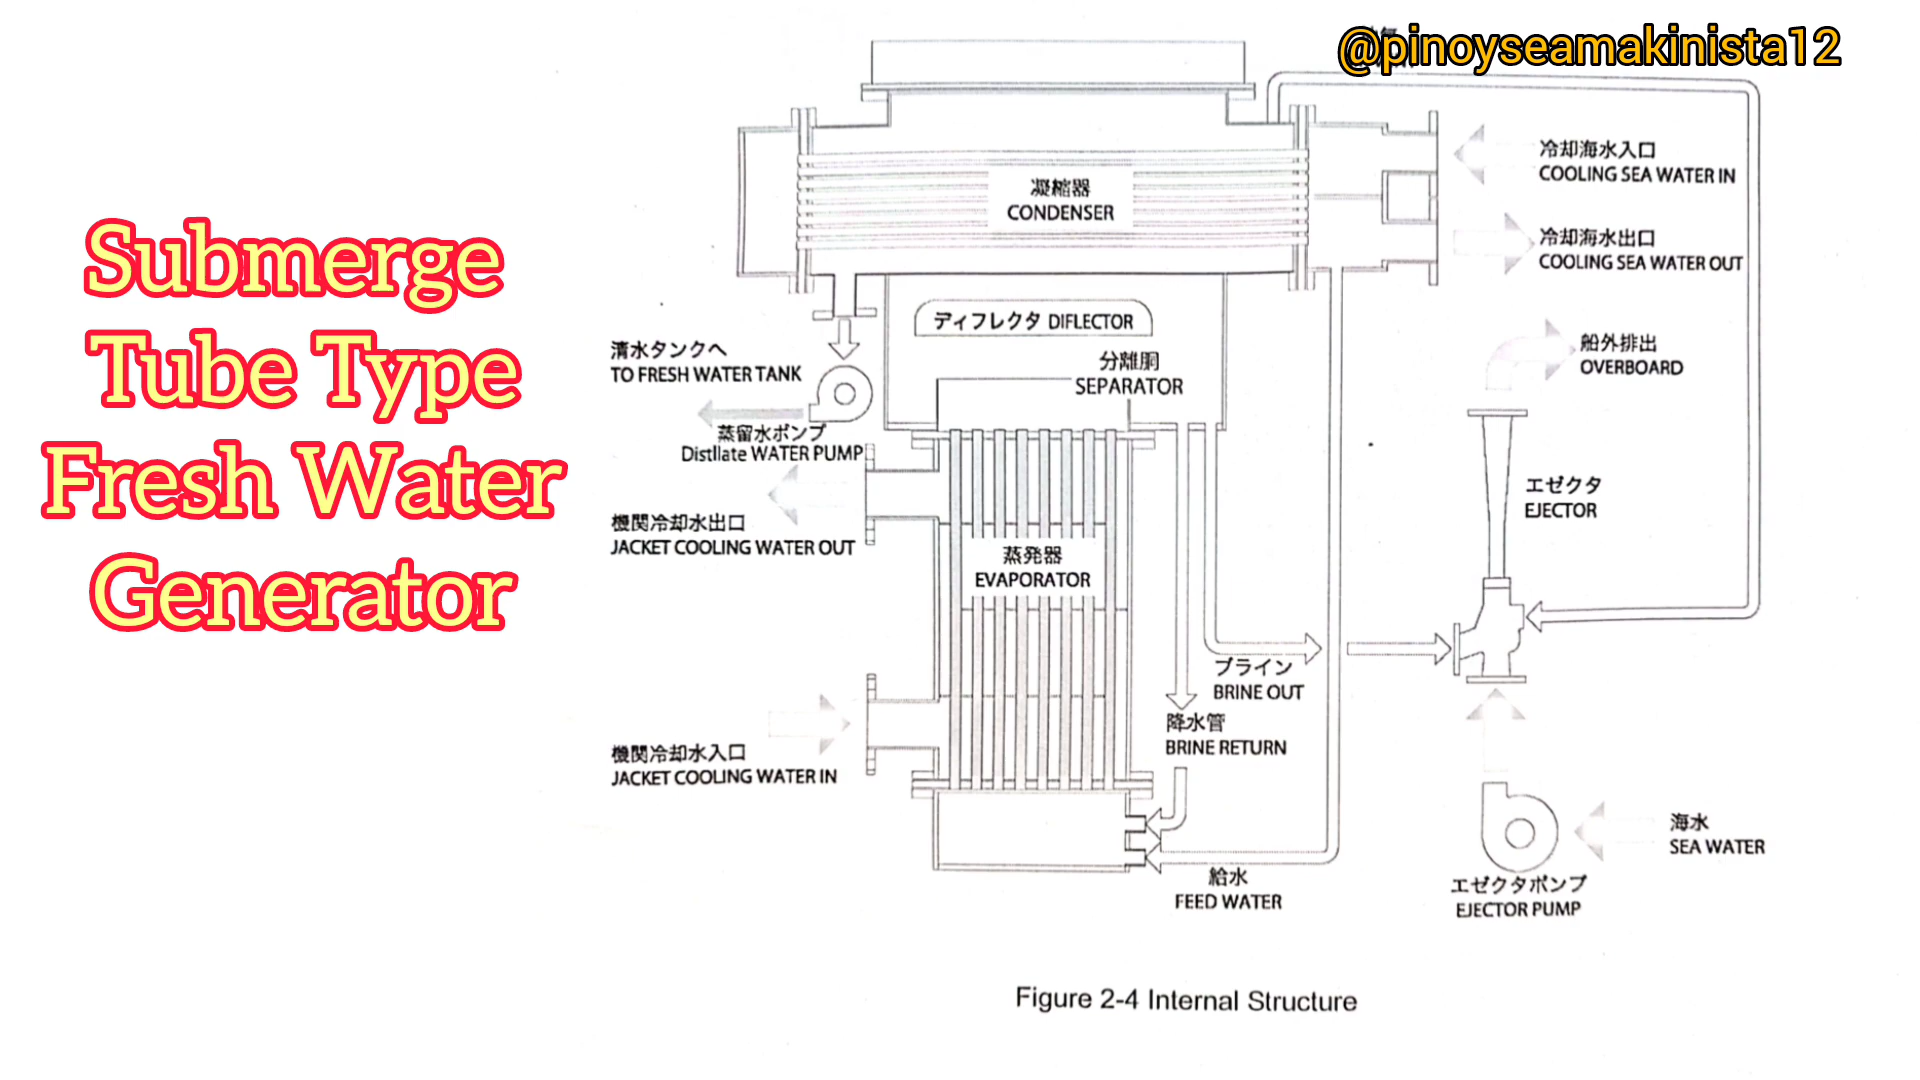 @pinoyseamakinista12
Submerge
Tube Type
Fresh Water
Generator
冷却海水入口
COOLING SEA WATER IN
凝縮器
CONDENSER
冷却海水出口
COOLING SEA WATER OUT
ディフレクタ DIFLECTOR
船外排出
OVERBOARD
清水タンクへ
TO FRESH WATER TANK
分離胴
SEPARATOR
蒸留水ポンプ
Distllate WATER PUMP
エゼクタ
EJECTOR
機関冷却水出口
JACKET COOLING WATER OUT
蒸発器
EVAPORATOR
ブライン
BRINE OUT
降水管
BRINE RETURN
機関冷却水入口
JACKET COOLING WATER IN
海水
SEA WATER
給水
FEED WATER
エゼクタポンプ
EJECTOR PUMP
Figure 2-4 Internal Structure